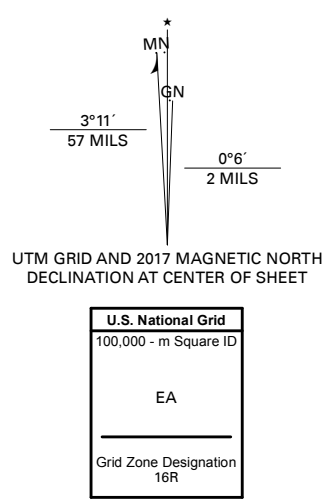 ★
MN
GN
3°11´
57 MILS
0°6´
2 MILS
UTM GRID AND 2017 MAGNETIC NORTH
DECLINATION AT CENTER OF SHEET
U.S. National Grid
100,000 - m Square ID
EA
Grid Zone Designation
16R